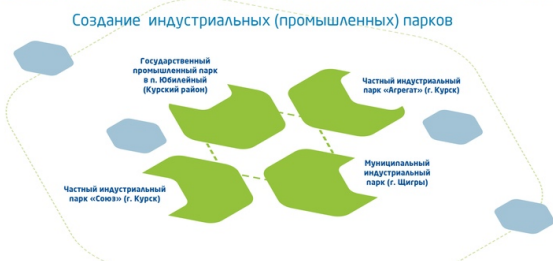 Создание индустриальных (промышленных) парков
Государственный
промышленный парк
в п. Юбилейный
(Курский район)
Частный индустриальный
парк «Агрегат» (г. Курск)
Частный индустриальный
парк «Союз» (г. Курск)
Муниципальный
индустриальный
парк (г. Щигры)